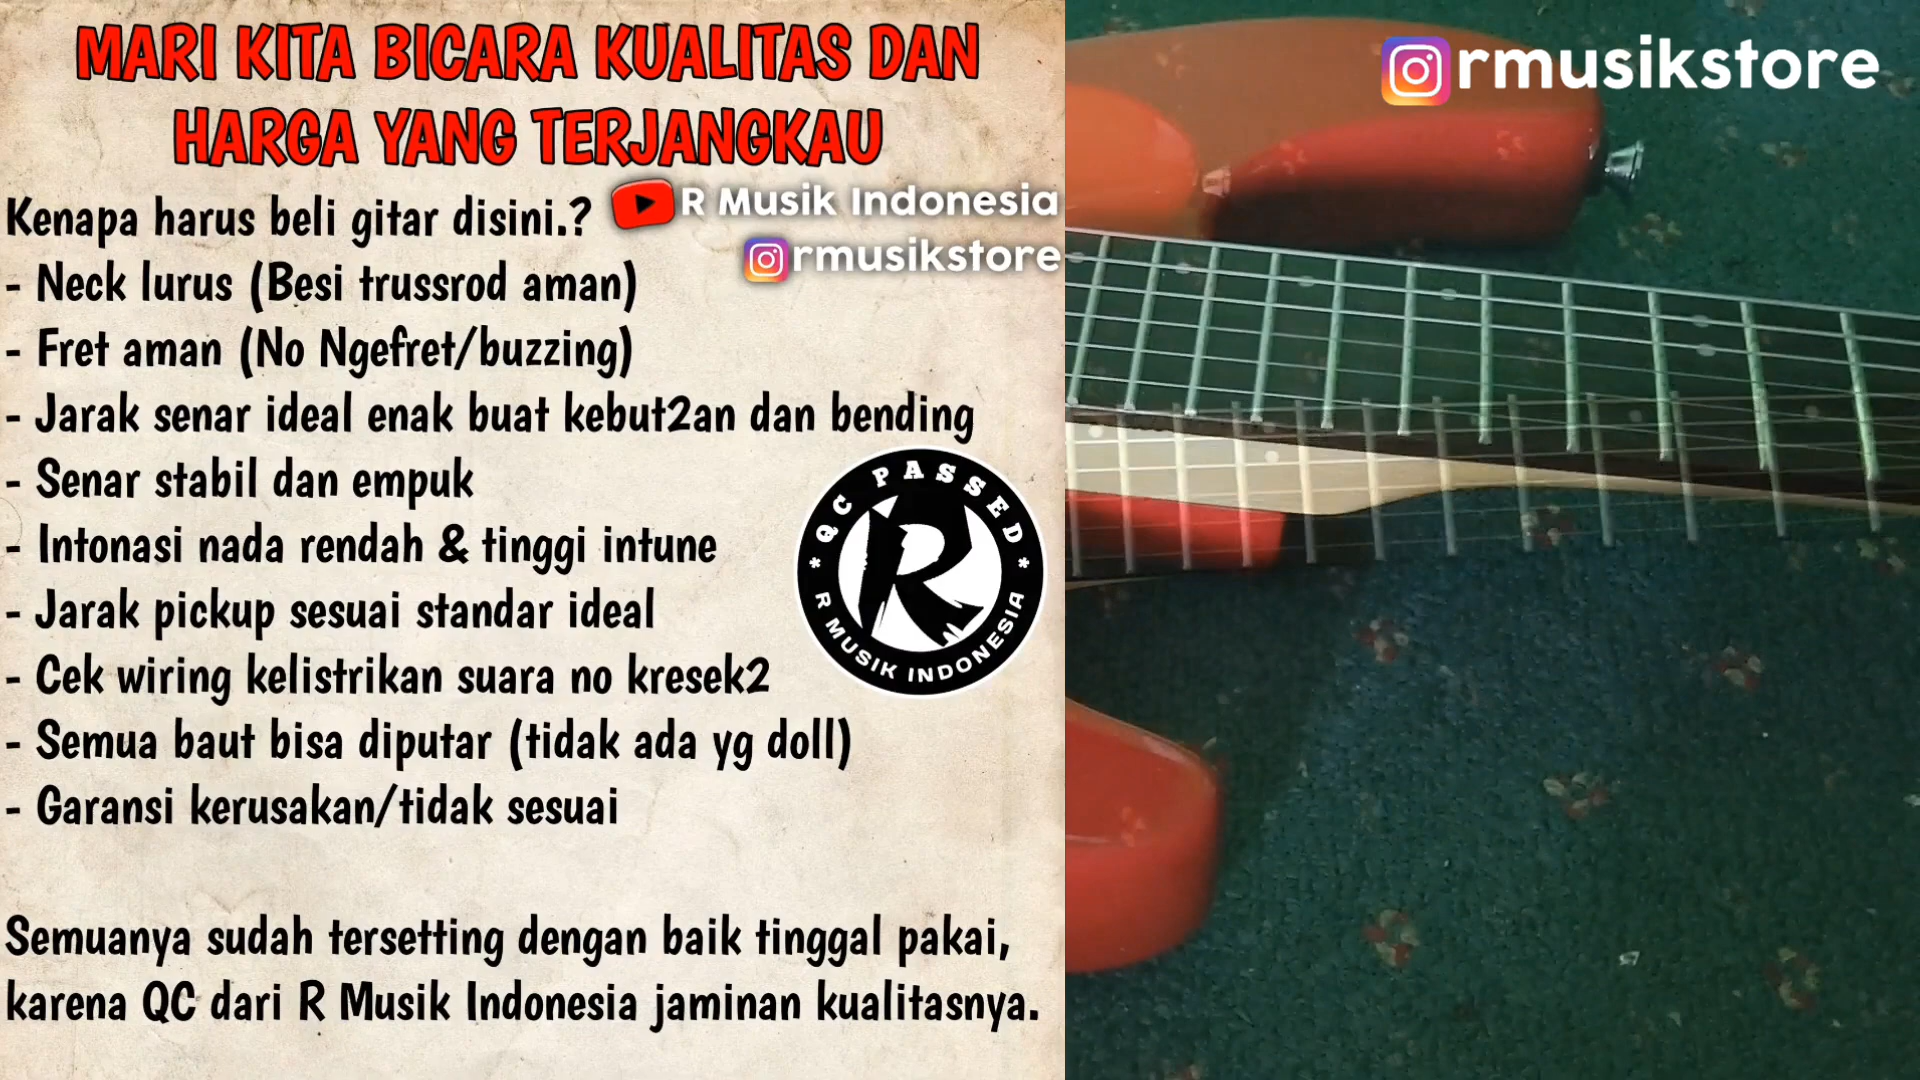 MARI KITA BICARA KUALITAS DAN
HARGA YANG TERJANGKAU
Kenapa harus beli gitar disini.?
R Musik Indonesia
rmusikstore
- Neck lurus (Besi trussrod aman)
- Fret aman (No Ngefret/buzzing)
- Jarak senar ideal enak buat kebut2an dan bending
- Senar stabil dan empuk
- Intonasi nada rendah & tinggi intune
- Jarak pickup sesuai standar ideal
- Cek wiring kelistrikan suara no kresek2
- Semua baut bisa diputar (tidak ada yg doll)
- Garansi kerusakan/tidak sesuai
* QC PASSED *
R
R MUSIK INDONESIA
Semuanya sudah tersetting dengan baik tinggal pakai,
karena QC dari R Musik Indonesia jaminan kualitasnya.
rmusikstore